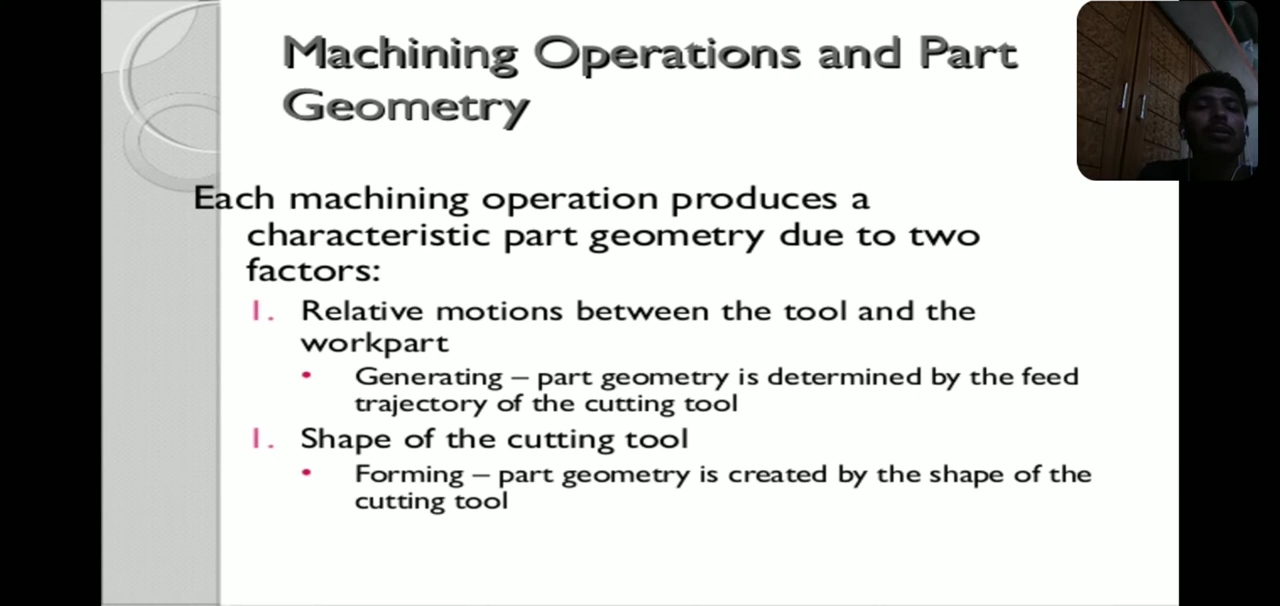 Machining Operations and Part
Geometry
Each machining operation produces a
characteristic part geometry due to two
factors:
1. Relative motions between the tool and the
workpart
• Generating – part geometry is determined by the feed
trajectory of the cutting tool
1. Shape of the cutting tool
• Forming – part geometry is created by the shape of the
cutting tool